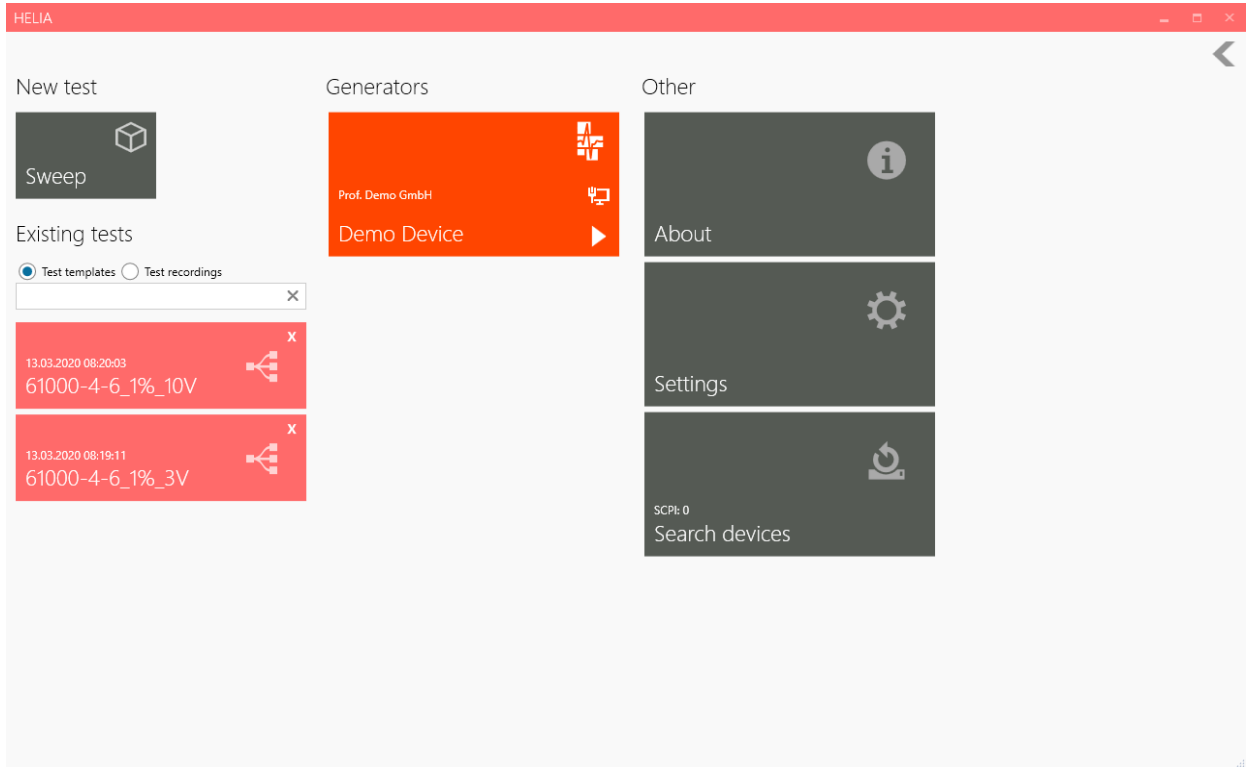 HELIA
New test
Sweep
Existing tests
Test templates
Test recordings
X
13.03.2020 08:20:03
61000-4-6_1%_10V
X
13.03.2020 08:19:11
61000-4-6_1%_3V
Generators
Prof. Demo GmbH
Demo Device
Other
About
Settings
SCPI: 0
Search devices